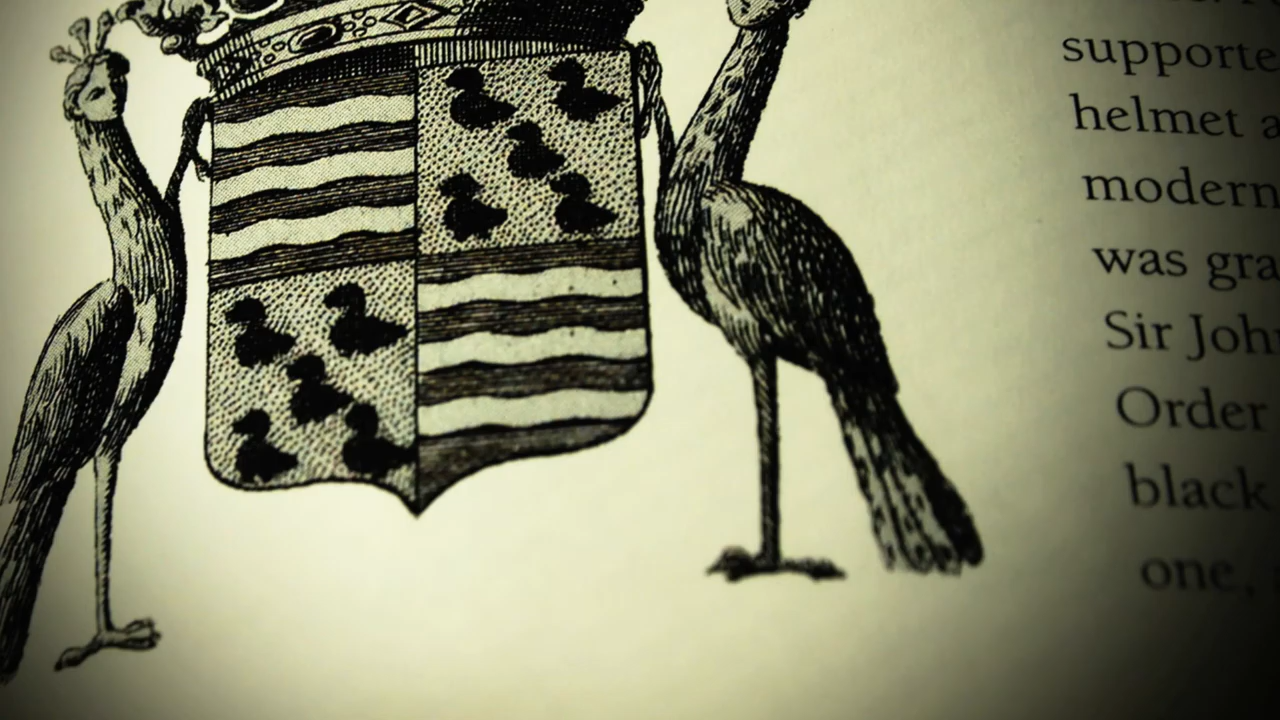 supporte
helmet a
modern
was gra
Sir Joh
Order
black
one,